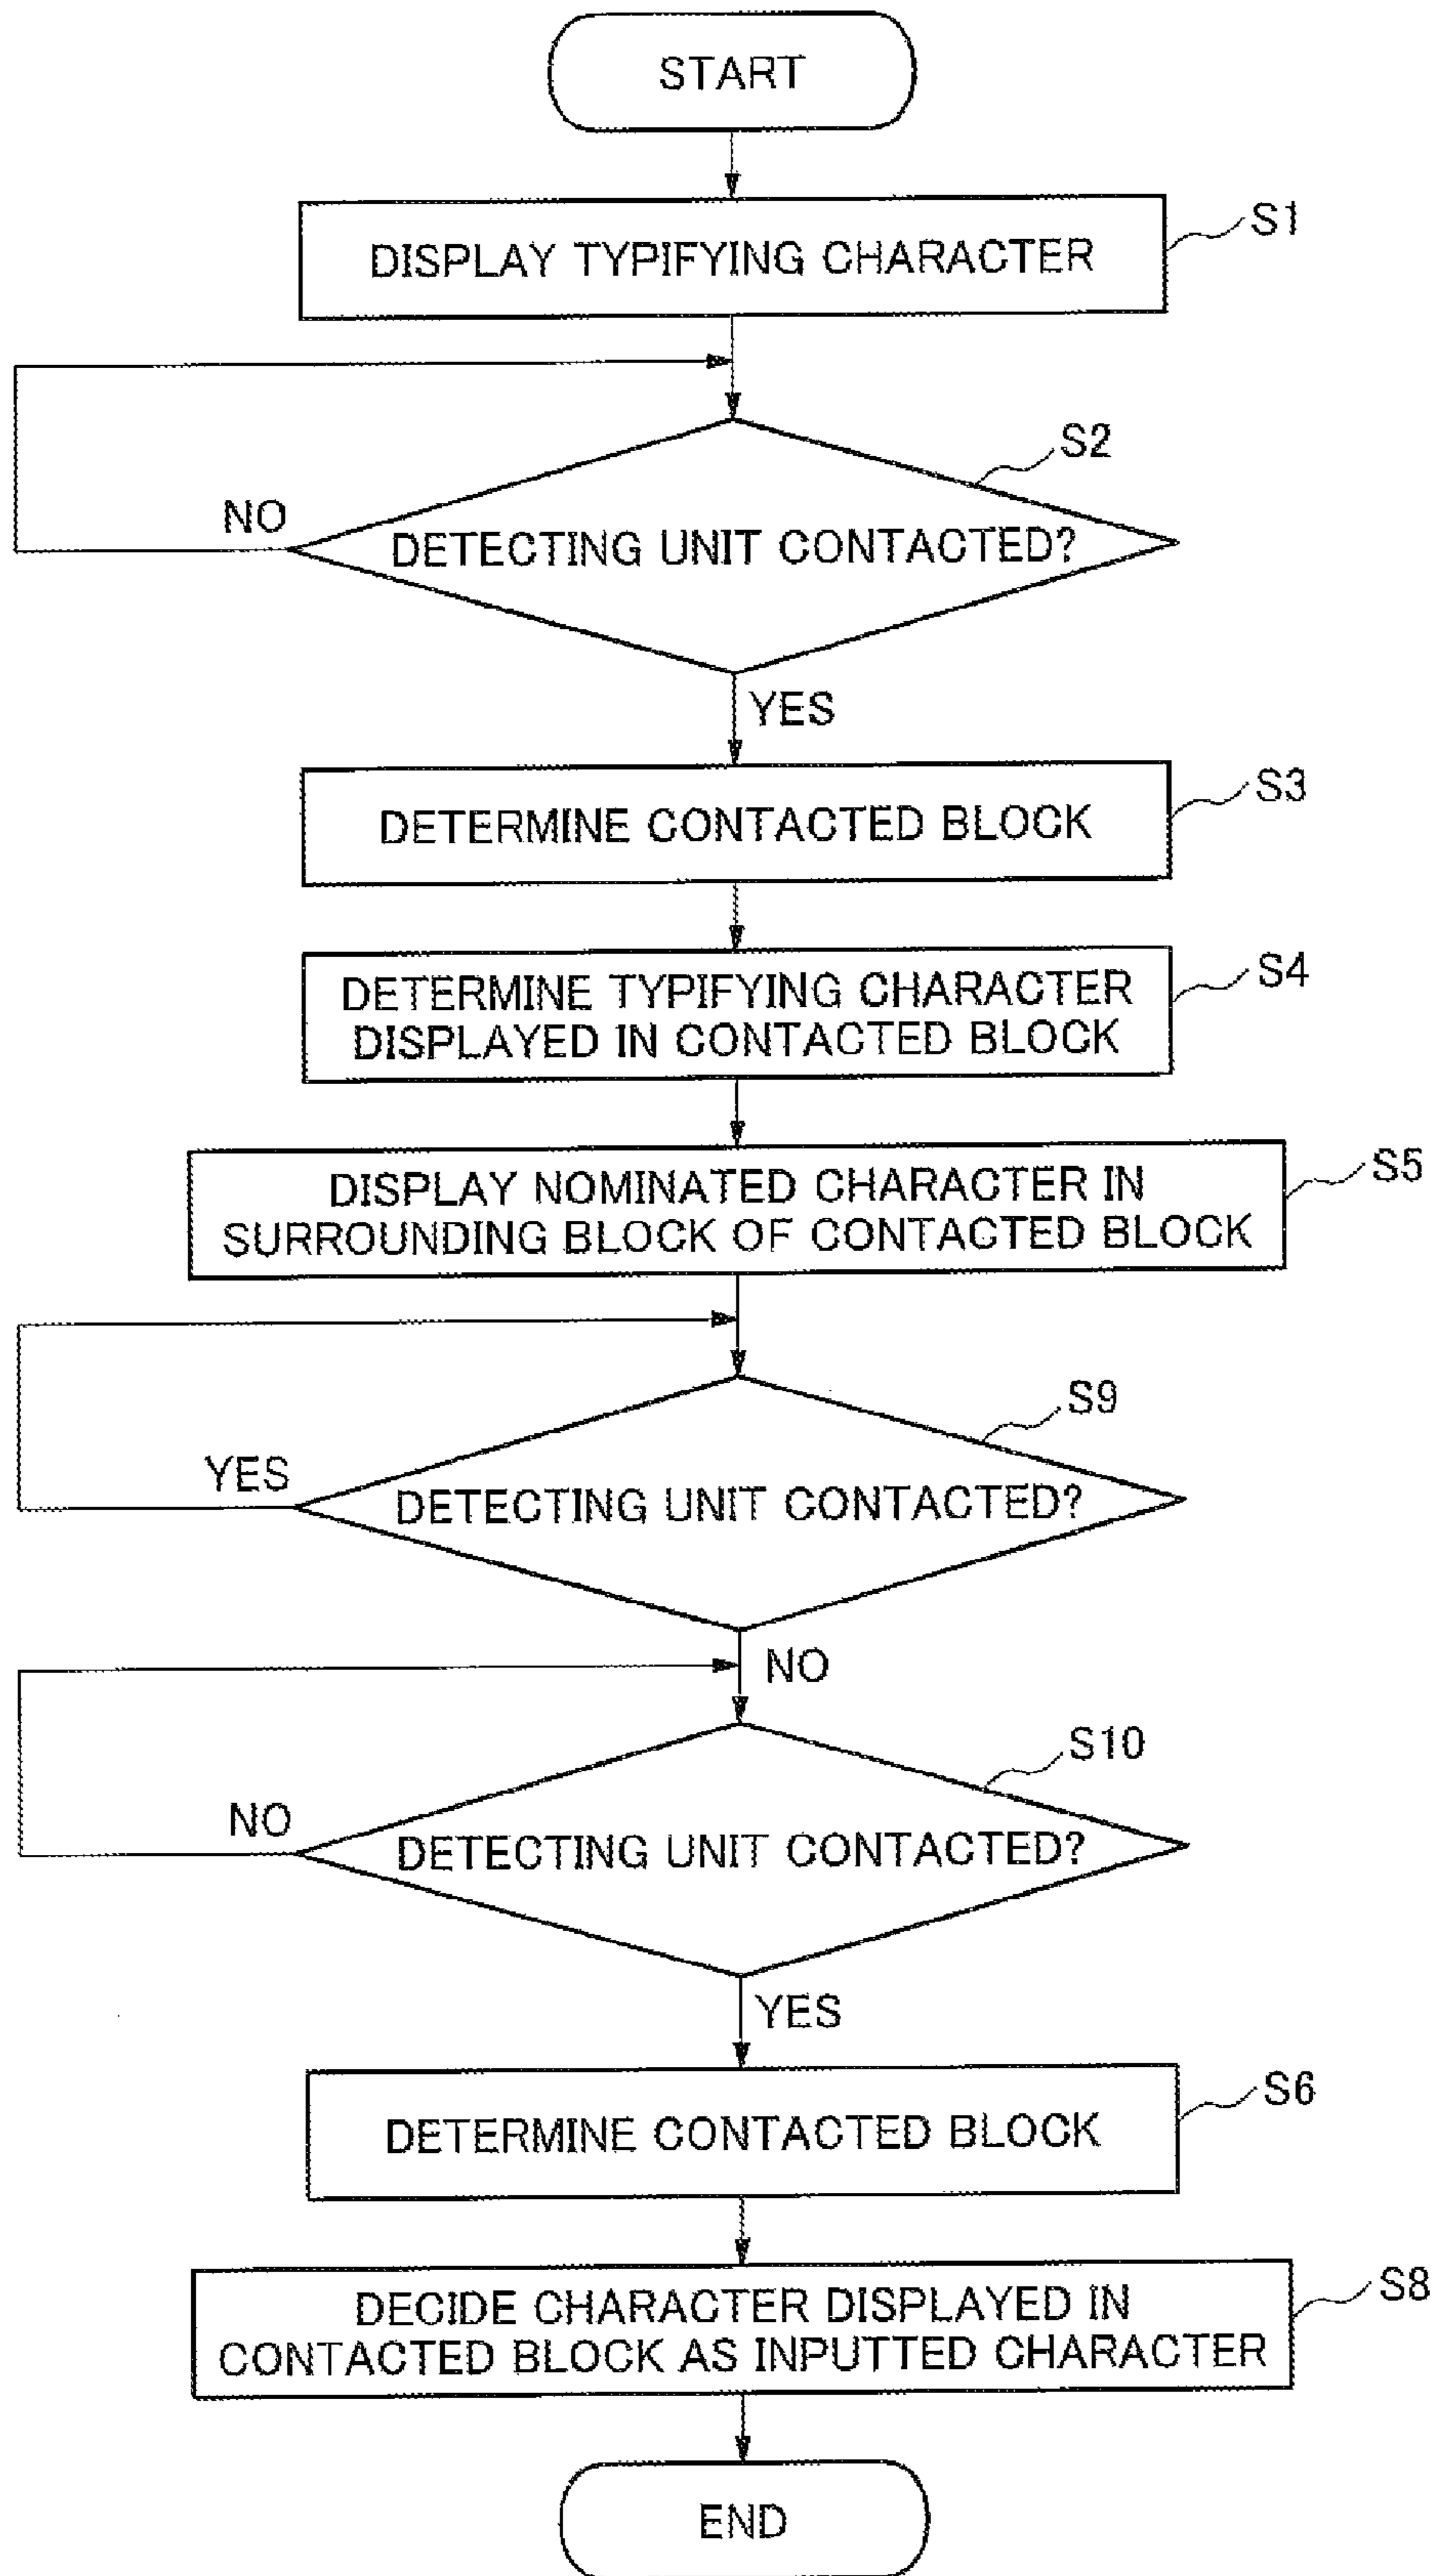 START
DISPLAY TYPIFYING CHARACTER
S1
S2
NO
DETECTING UNIT CONTACTED?
YES
DETERMINE CONTACTED BLOCK
S3
DETERMINE TYPIFYING CHARACTER
DISPLAYED IN CONTACTED BLOCK
S4
DISPLAY NOMINATED CHARACTER IN
SURROUNDING BLOCK OF CONTACTED BLOCK
S5
S9
YES
DETECTING UNIT CONTACTED?
NO
S10
NO
DETECTING UNIT CONTACTED?
YES
DETERMINE CONTACTED BLOCK
S6
DECIDE CHARACTER DISPLAYED IN
CONTACTED BLOCK AS INPUTTED CHARACTER
S8
END